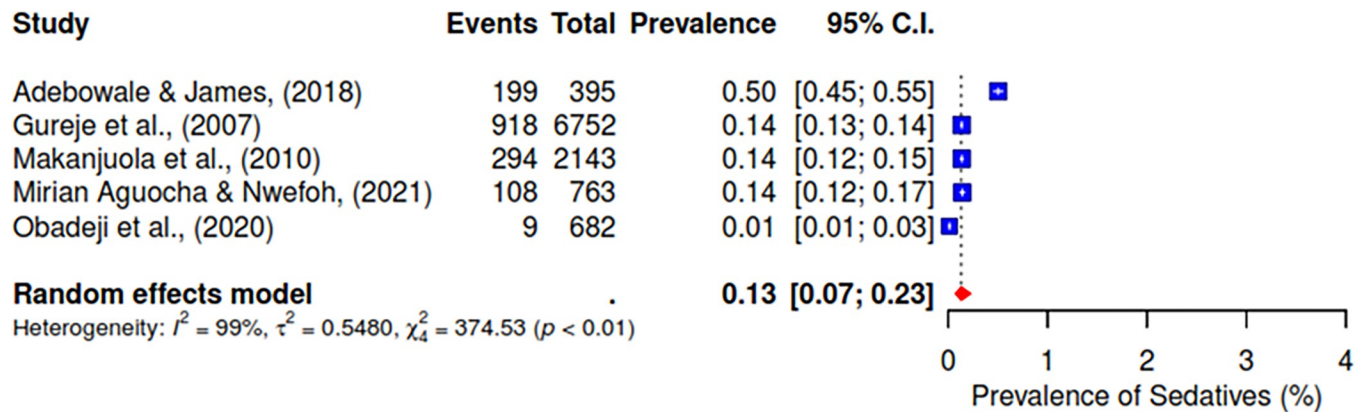 Study Events Total Prevalence 95% C.I.
Adebowale & James, (2018) 199 395 0.50 [0.45; 0.55]
Gureje et al., (2007) 918 6752 0.14 [0.13; 0.14]
Makanjuola et al., (2010) 294 2143 0.14 [0.12; 0.15]
Mirian Aguocha & Nwefoh, (2021) 108 763 0.14 [0.12; 0.17]
Obadeji et al., (2020) 9 682 0.01 [0.01; 0.03]
Random effects model . 0.13 [0.07; 0.23]
Heterogeneity: I² = 99%, τ² = 0.5480, χ²₄ = 374.53 (p < 0.01)
0 1 2 3 4
Prevalence of Sedatives (%)